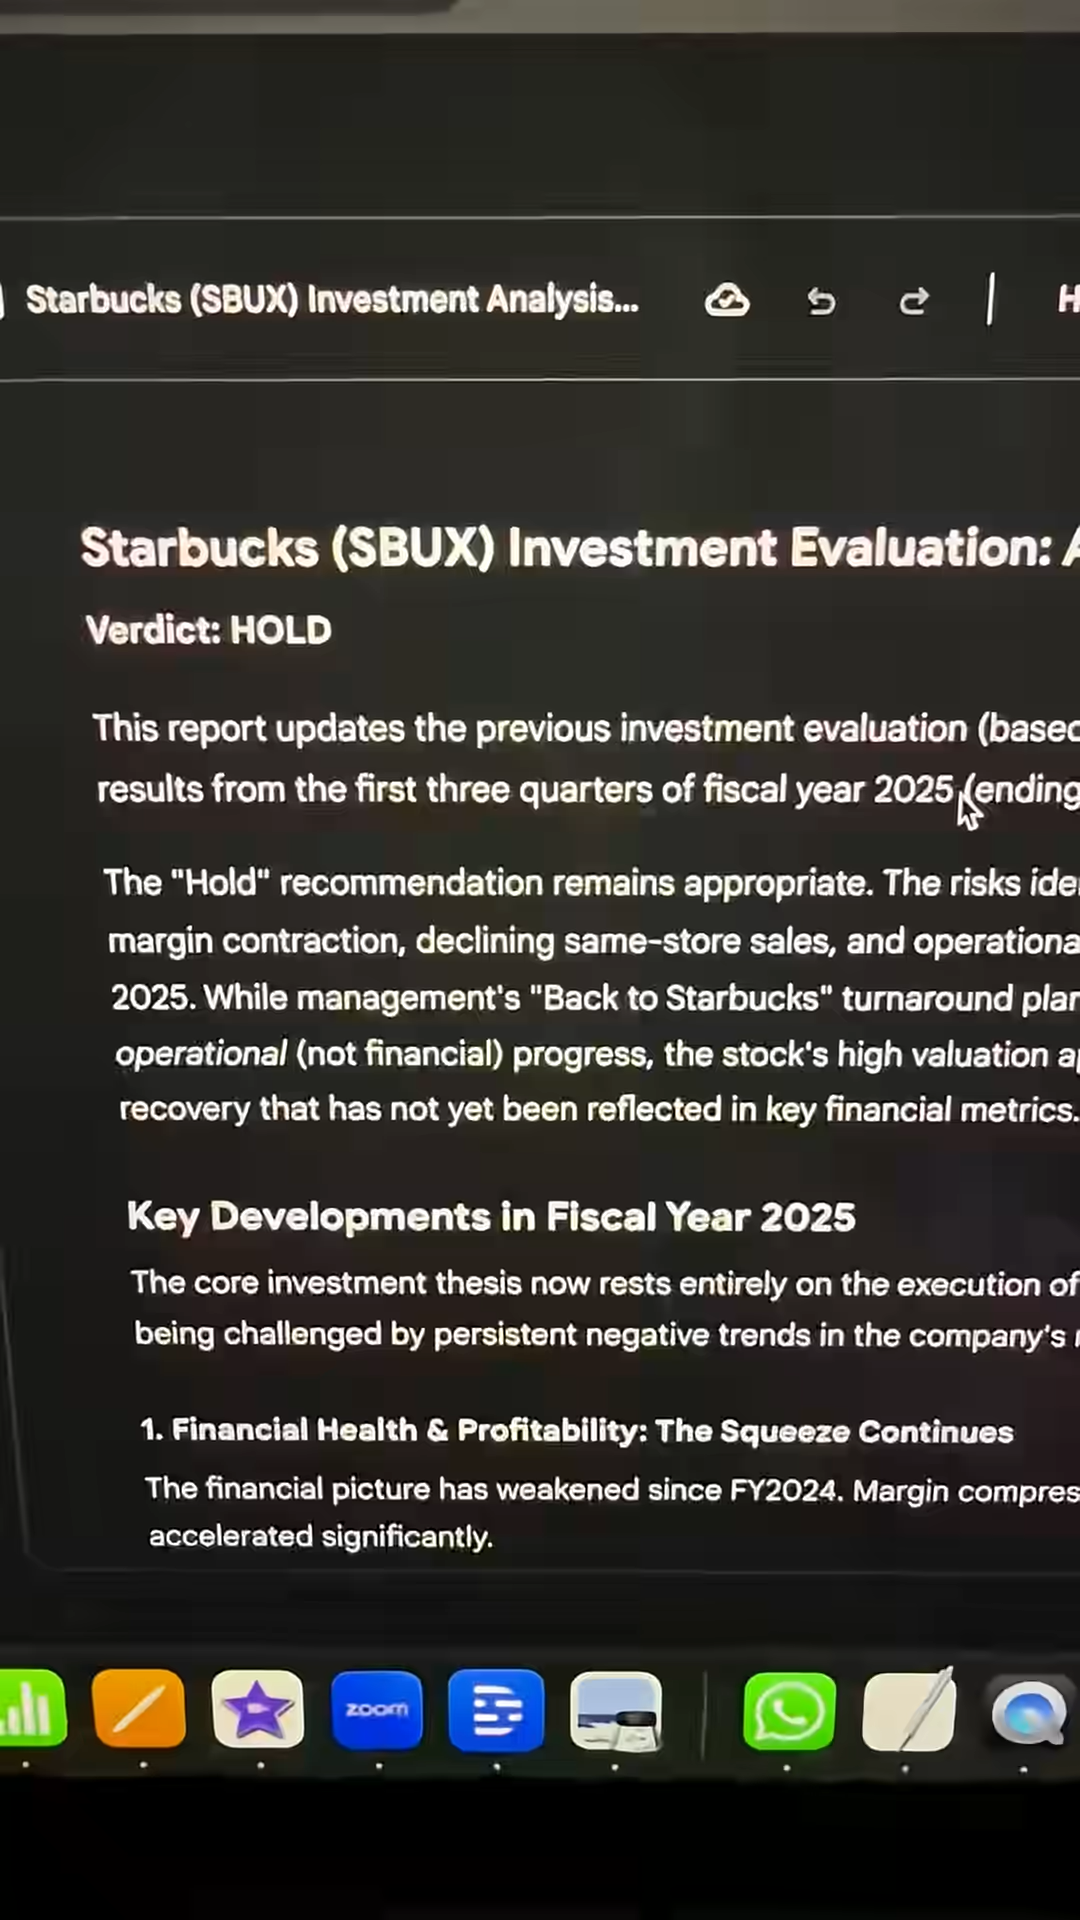 Starbucks (SBUX) Investment Analysis...
Starbucks (SBUX) Investment Evaluation:
Verdict: HOLD
This report updates the previous investment evaluation (based
results from the first three quarters of fiscal year 2025 (ending
The "Hold" recommendation remains appropriate. The risks
margin contraction, declining same-store sales, and
2025. While management's "Back to Starbucks" turnaround
operational (not financial) progress, the stock's high valuation
recovery that has not yet been reflected in key financial metrics.
Key Developments in Fiscal Year 2025
The core investment thesis now rests entirely on the execution of
being challenged by persistent negative trends in the company's
1. Financial Health & Profitability: The Squeeze Continues
The financial picture has weakened since FY2024. Margin
accelerated significantly.
zoom